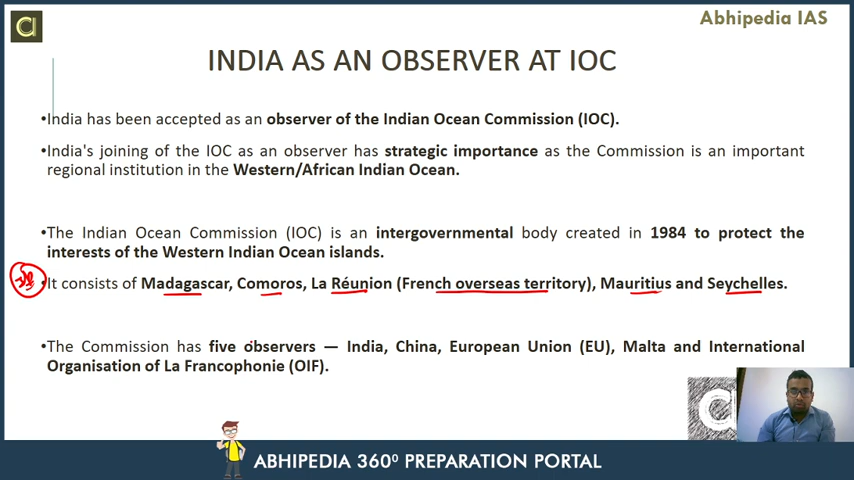 Abhipedia IAS
INDIA AS AN OBSERVER AT IOC
•India has been accepted as an observer of the Indian Ocean Commission (IOC).
•India's joining of the IOC as an observer has strategic importance as the Commission is an important
regional institution in the Western/African Indian Ocean.
•The Indian Ocean Commission (IOC) is an intergovernmental body created in 1984 to protect the
interests of the Western Indian Ocean islands.
•It consists of Madagascar, Comoros, La Réunion (French overseas territory), Mauritius and Seychelles.
•The Commission has five observers — India, China, European Union (EU), Malta and International
Organisation of La Francophonie (OIF).
ABHIPEDIA 360⁰ PREPARATION PORTAL